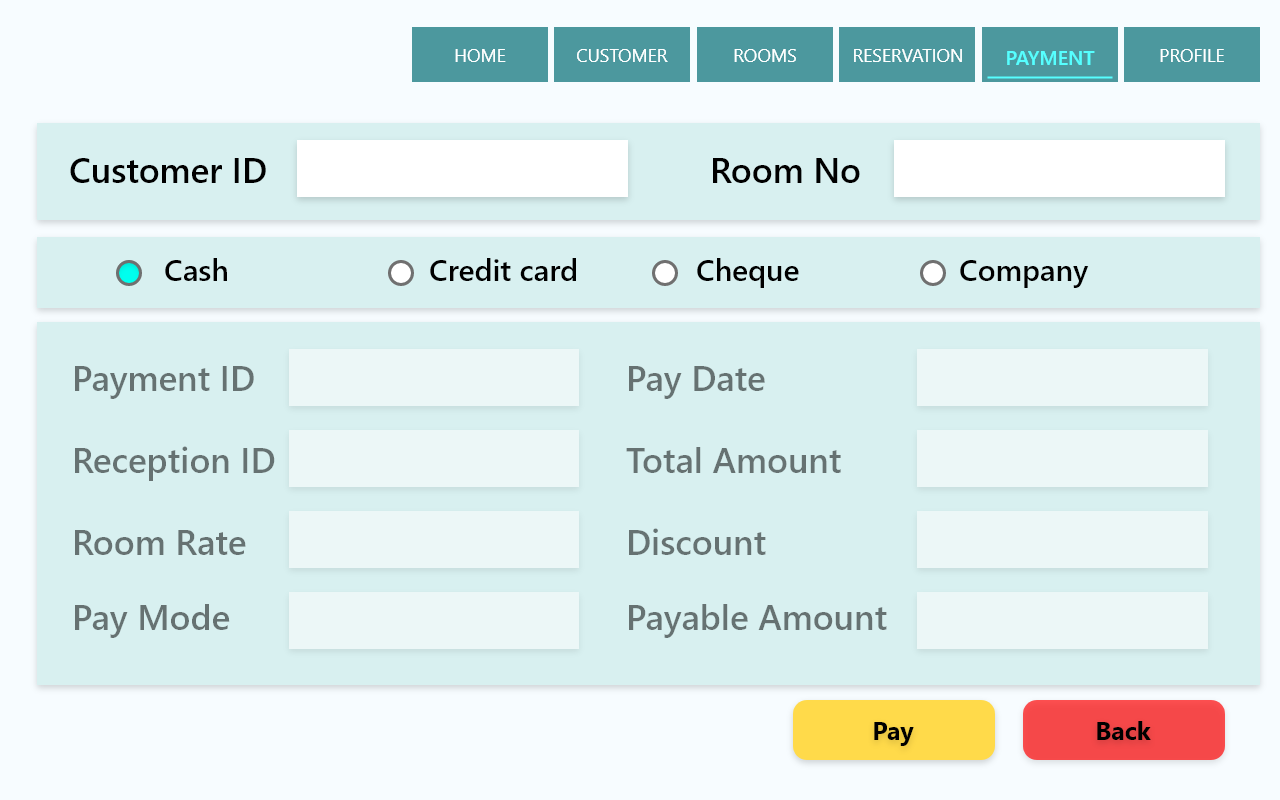 HOME CUSTOMER ROOMS RESERVATION PAYMENT PROFILE
Customer ID Room No
Cash Credit card Cheque Company
Payment ID Pay Date
Reception ID Total Amount
Room Rate Discount
Pay Mode Payable Amount
Pay Back